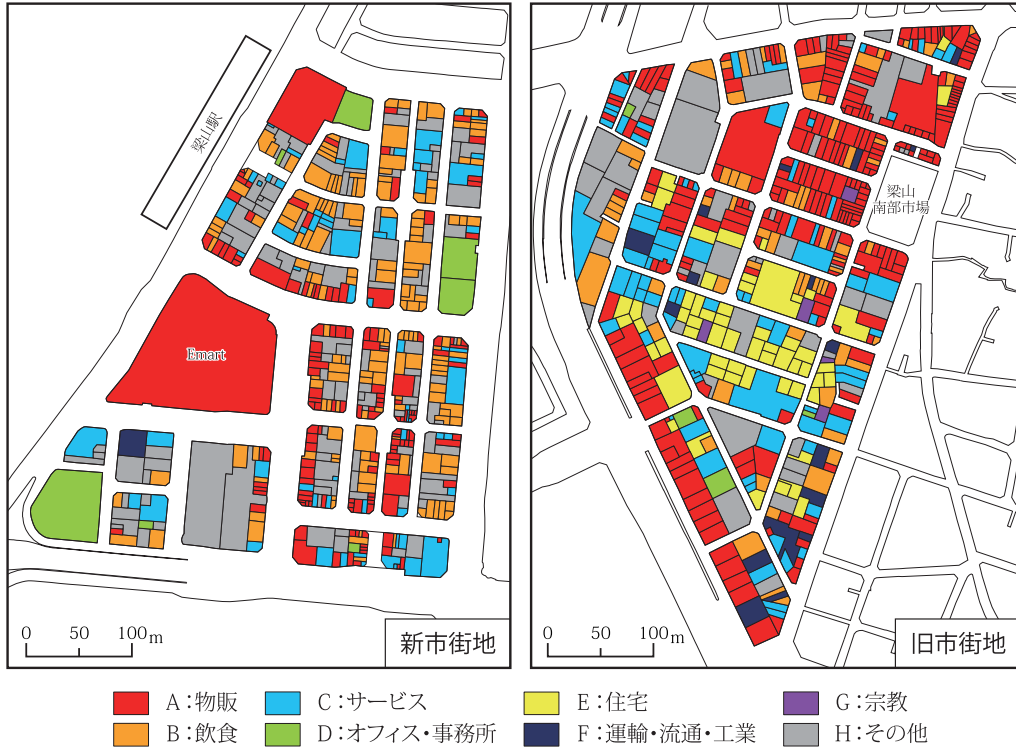 梁山駅
Emart
0 50 100m
新市街地
梁山
南部市場
0 50 100m
旧市街地
A：物販
B：飲食
C：サービス
D：オフィス・事務所
E：住宅
F：運輸・流通・工業
G：宗教
H：その他